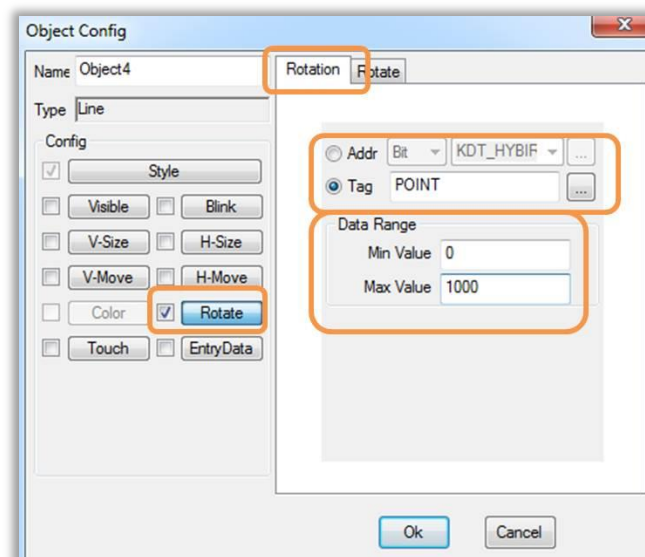 Object Config
Name Object4
Type Line
Config
Style
Visible Blink
V-Size H-Size
V-Move H-Move
Color Rotate
Touch EntryData
Rotation Rotate
Addr Bit KDT_HYBIR ...
Tag POINT ...
Data Range
Min Value 0
Max Value 1000
Ok Cancel